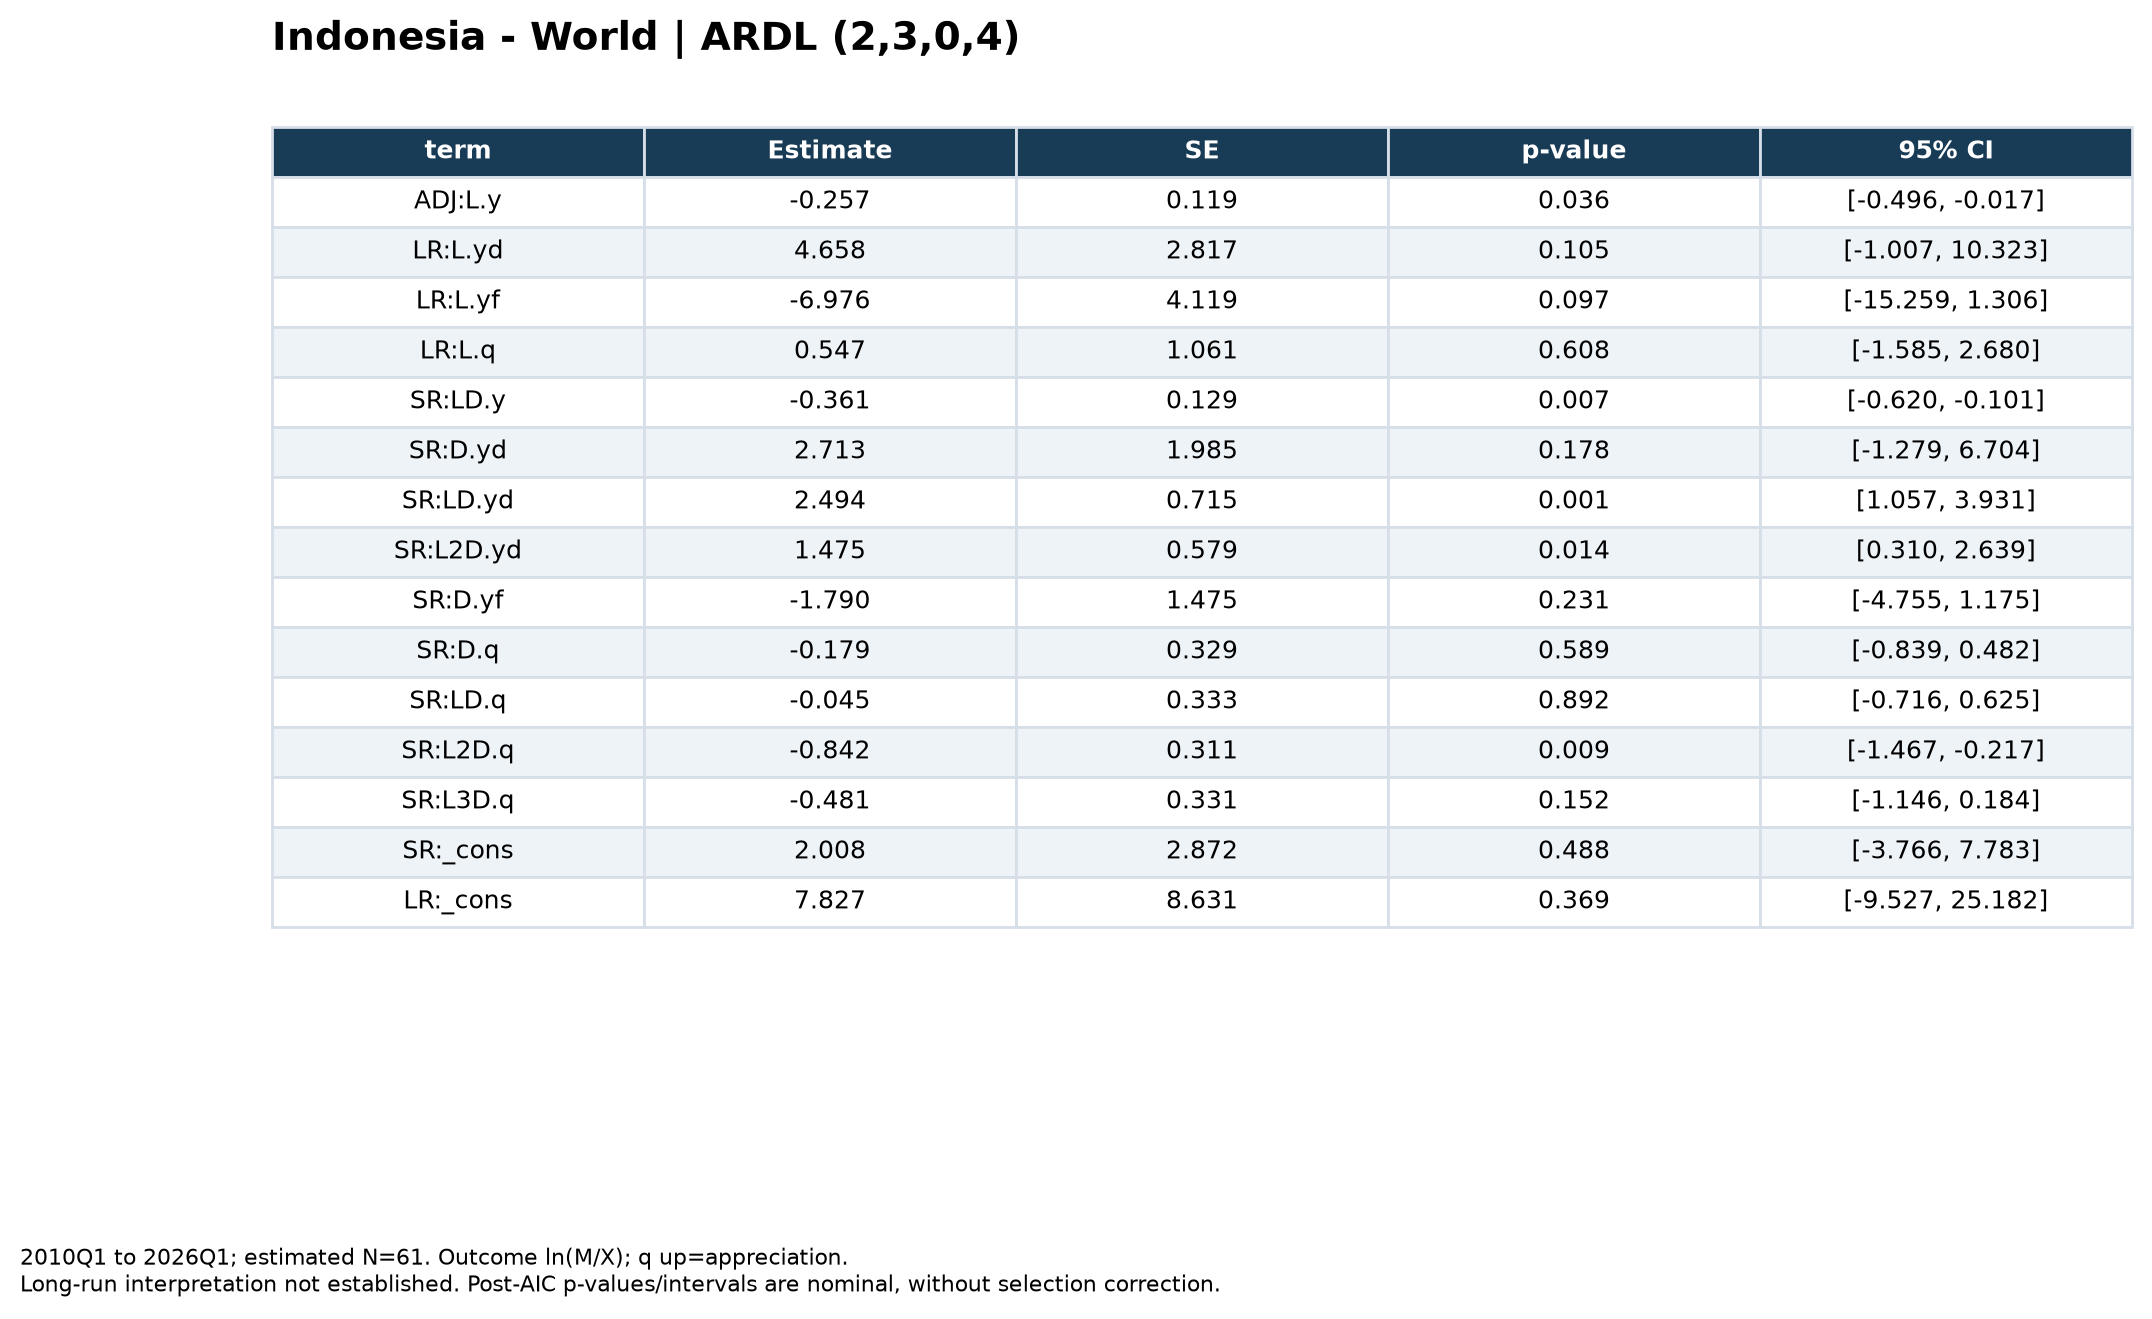 Indonesia - World | ARDL (2,3,0,4)
term Estimate SE p-value 95% CI
ADJ:L.y -0.257 0.119 0.036 [-0.496, -0.017]
LR:L.yd 4.658 2.817 0.105 [-1.007, 10.323]
LR:L.yf -6.976 4.119 0.097 [-15.259, 1.306]
LR:L.q 0.547 1.061 0.608 [-1.585, 2.680]
SR:LD.y -0.361 0.129 0.007 [-0.620, -0.101]
SR:D.yd 2.713 1.985 0.178 [-1.279, 6.704]
SR:LD.yd 2.494 0.715 0.001 [1.057, 3.931]
SR:L2D.yd 1.475 0.579 0.014 [0.310, 2.639]
SR:D.yf -1.790 1.475 0.231 [-4.755, 1.175]
SR:D.q -0.179 0.329 0.589 [-0.839, 0.482]
SR:LD.q -0.045 0.333 0.892 [-0.716, 0.625]
SR:L2D.q -0.842 0.311 0.009 [-1.467, -0.217]
SR:L3D.q -0.481 0.331 0.152 [-1.146, 0.184]
SR:_cons 2.008 2.872 0.488 [-3.766, 7.783]
LR:_cons 7.827 8.631 0.369 [-9.527, 25.182]
2010Q1 to 2026Q1; estimated N=61. Outcome ln(M/X); q up=appreciation.
Long-run interpretation not established. Post-AIC p-values/intervals are nominal, without selection correction.